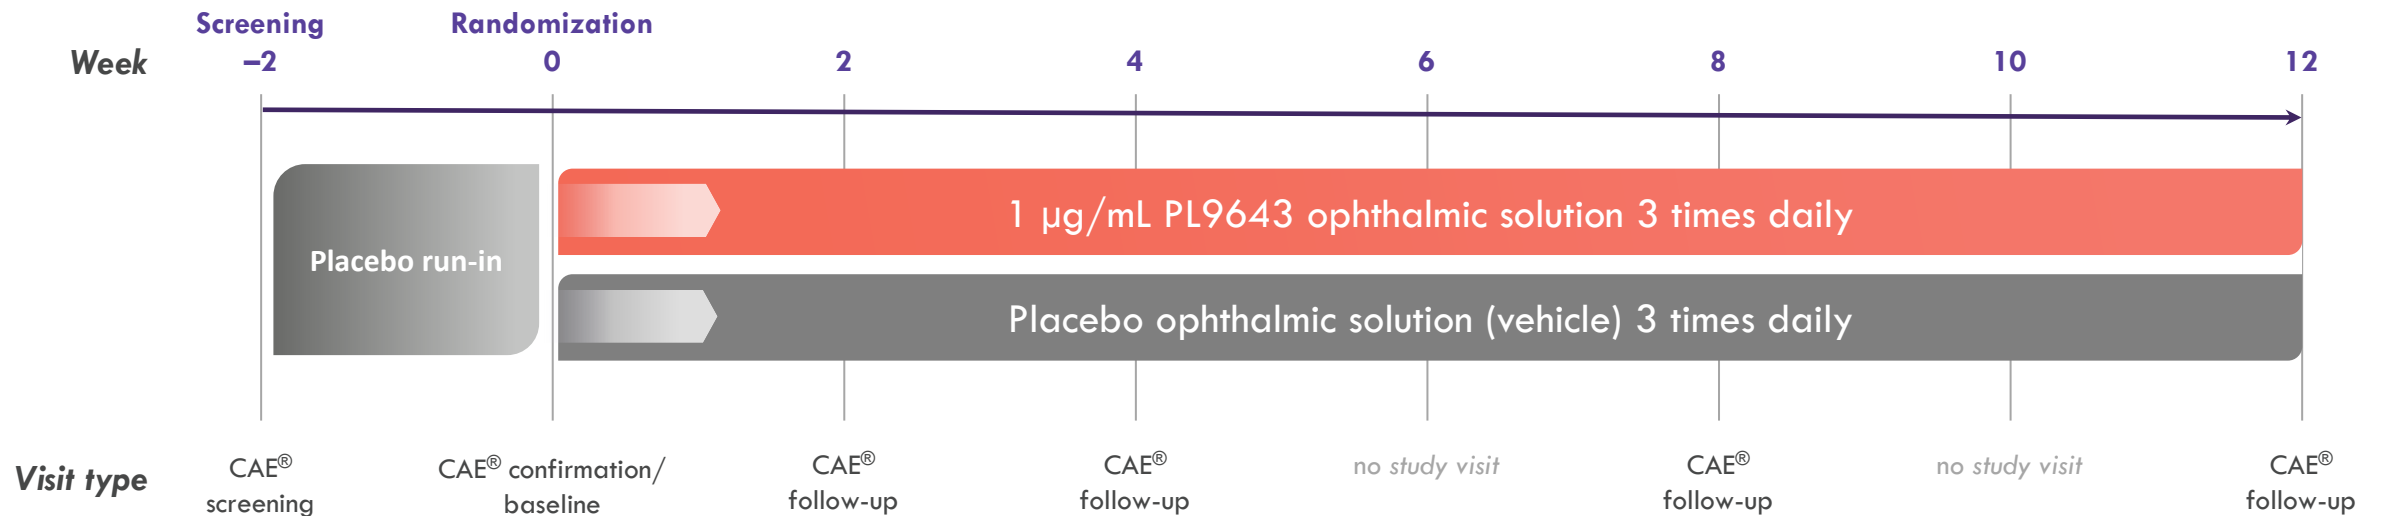 Screening Randomization
Week –2 0 2 4 6 8 10 12
1 µg/mL PL9643 ophthalmic solution 3 times daily
Placebo run-in
Placebo ophthalmic solution (vehicle) 3 times daily
Visit type
CAE®
screening
CAE® confirmation/
baseline
CAE®
follow-up
CAE®
follow-up
no study visit
CAE®
follow-up
no study visit
CAE®
follow-up